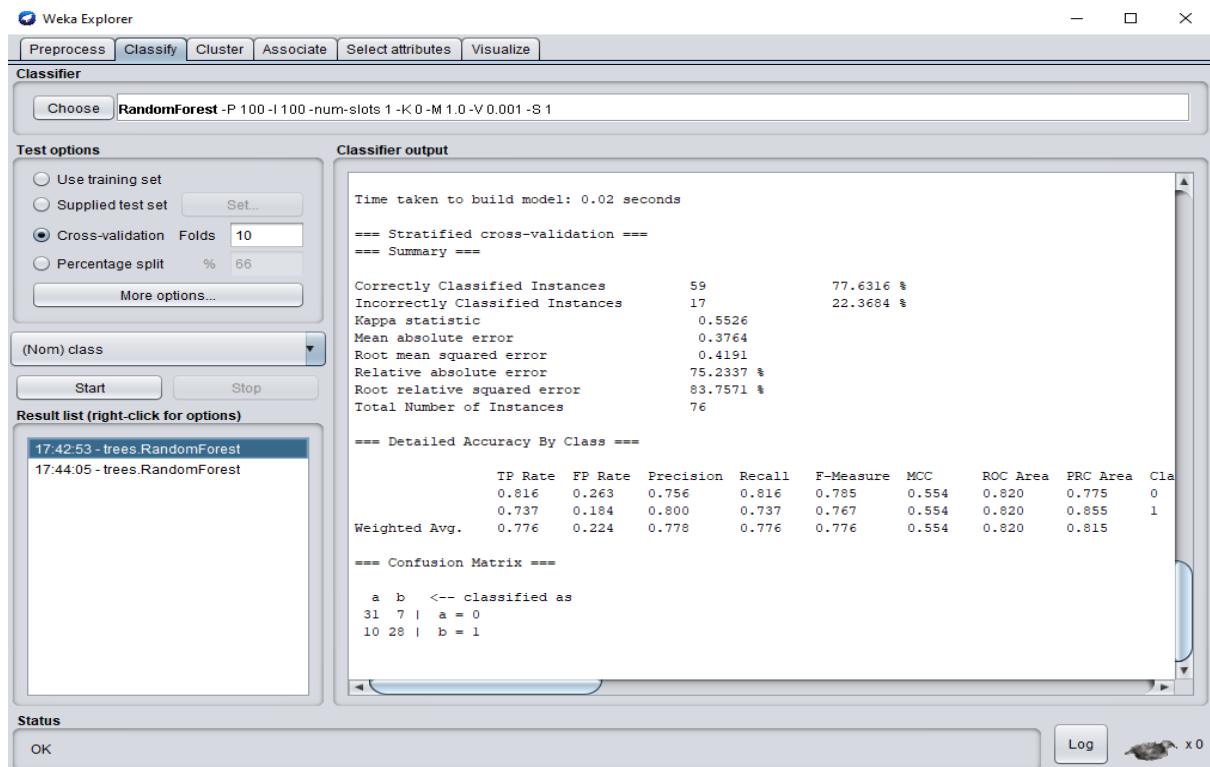 Weka Explorer
Preprocess Classify Cluster Associate Select attributes Visualize
Classifier
Choose RandomForest -P 100 -I 100 -num-slots 1 -K 0 -M 1.0 -V 0.001 -S 1
Test options
Use training set
Supplied test set Set...
Cross-validation Folds 10
Percentage split % 66
More options...
(Nom) class
Start Stop
Result list (right-click for options)
17:42:53 - trees.RandomForest
17:44:05 - trees.RandomForest
Classifier output
Time taken to build model: 0.02 seconds
=== Stratified cross-validation ===
=== Summary ===
Correctly Classified Instances 59 77.6316 %
Incorrectly Classified Instances 17 22.3684 %
Kappa statistic 0.5526
Mean absolute error 0.3764
Root mean squared error 0.4191
Relative absolute error 75.2337 %
Root relative squared error 83.7571 %
Total Number of Instances 76
=== Detailed Accuracy By Class ===
TP Rate FP Rate Precision Recall F-Measure MCC ROC Area PRC Area Cla
0.816 0.263 0.756 0.816 0.785 0.554 0.820 0.775 0
0.737 0.184 0.800 0.737 0.767 0.554 0.820 0.855 1
Weighted Avg. 0.776 0.224 0.778 0.776 0.776 0.554 0.820 0.815
=== Confusion Matrix ===
a b <-- classified as
31 7 | a = 0
10 28 | b = 1
Status
OK
Log x 0